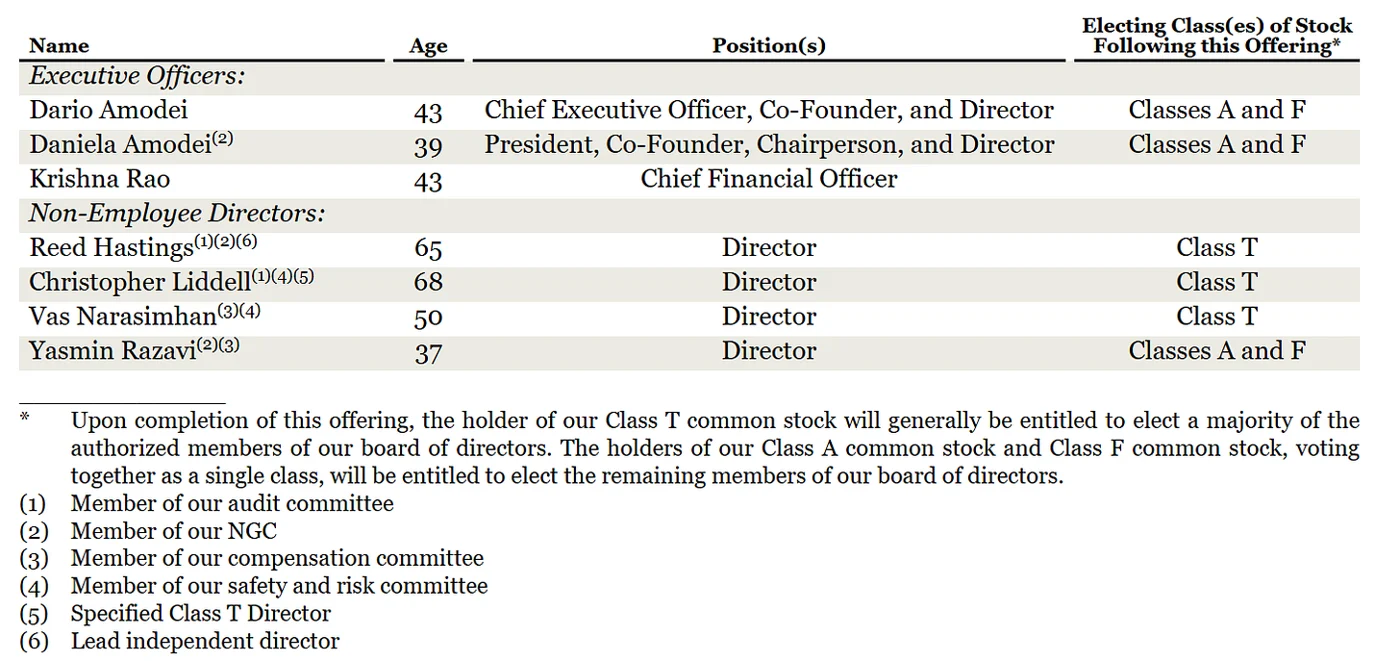 Name Age Position(s) Electing Class(es) of Stock
Following this Offering*
Executive Officers:
Dario Amodei 43 Chief Executive Officer, Co-Founder, and Director Classes A and F
Daniela Amodei(2) 39 President, Co-Founder, Chairperson, and Director Classes A and F
Krishna Rao 43 Chief Financial Officer
Non-Employee Directors:
Reed Hastings(1)(2)(6) 65 Director Class T
Christopher Liddell(1)(4)(5) 68 Director Class T
Vas Narasimhan(3)(4) 50 Director Class T
Yasmin Razavi(2)(3) 37 Director Classes A and F
* Upon completion of this offering, the holder of our Class T common stock will generally be entitled to elect a majority of the
authorized members of our board of directors. The holders of our Class A common stock and Class F common stock, voting
together as a single class, will be entitled to elect the remaining members of our board of directors.
(1) Member of our audit committee
(2) Member of our NGC
(3) Member of our compensation committee
(4) Member of our safety and risk committee
(5) Specified Class T Director
(6) Lead independent director